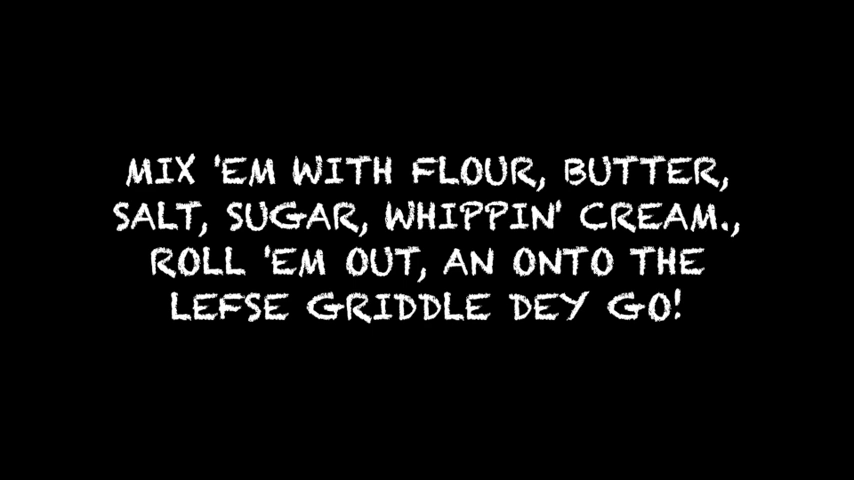 MIX 'EM WITH FLOUR, BUTTER,
SALT, SUGAR, WHIPPIN' CREAM.,
ROLL 'EM OUT, AN ONTO THE
LEFSE GRIDDLE DEY GO!